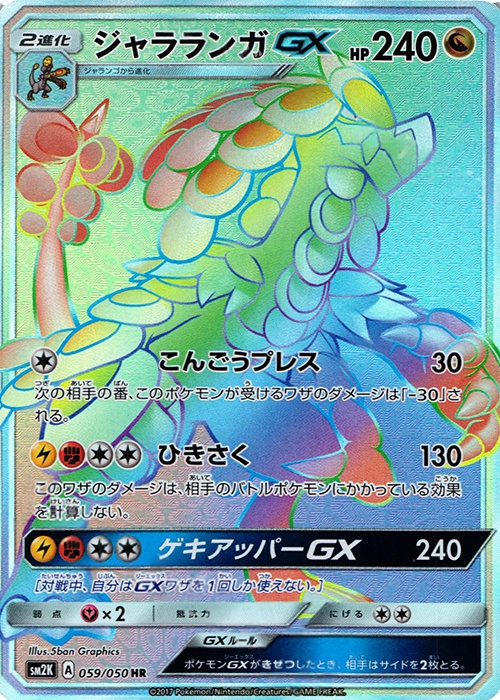 2進化 ジャラランガGX HP240
ジャランゴから進化
こんごうプレス 30
次の相手の番、このポケモンが受けるワザのダメージは「-30」さ
れる。
ひきさく 130
このワザのダメージは、相手のバトルポケモンにかかっている効果
を計算しない。
ゲキアッパーGX 240
[対戦中、自分はGXワザを1回しか使えない。]
弱点 ×2 抵抗力 にげる
GXルール
ポケモンGXがきぜつしたとき、相手はサイドを2枚とる。
Illus.5ban Graphics
SM2K A 059/050 HR
©2017 Pokémon/Nintendo/Creatures/GAME FREAK.